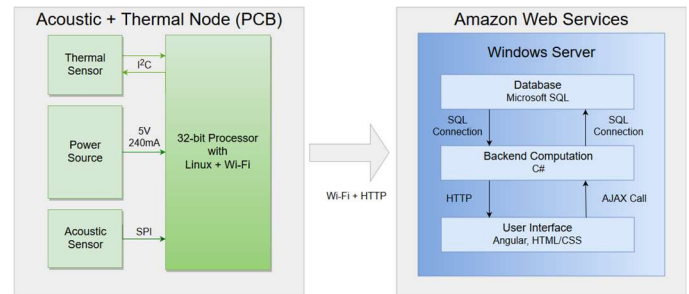 Acoustic + Thermal Node (PCB)
Thermal
Sensor
I²C
Power
Source
5V
240mA
32-bit Processor
with
Linux + Wi-Fi
Acoustic
Sensor
SPI
Wi-Fi + HTTP
Amazon Web Services
Windows Server
Database
Microsoft SQL
SQL
Connection
SQL
Connection
Backend Computation
C#
HTTP
AJAX Call
User Interface
Angular, HTML/CSS